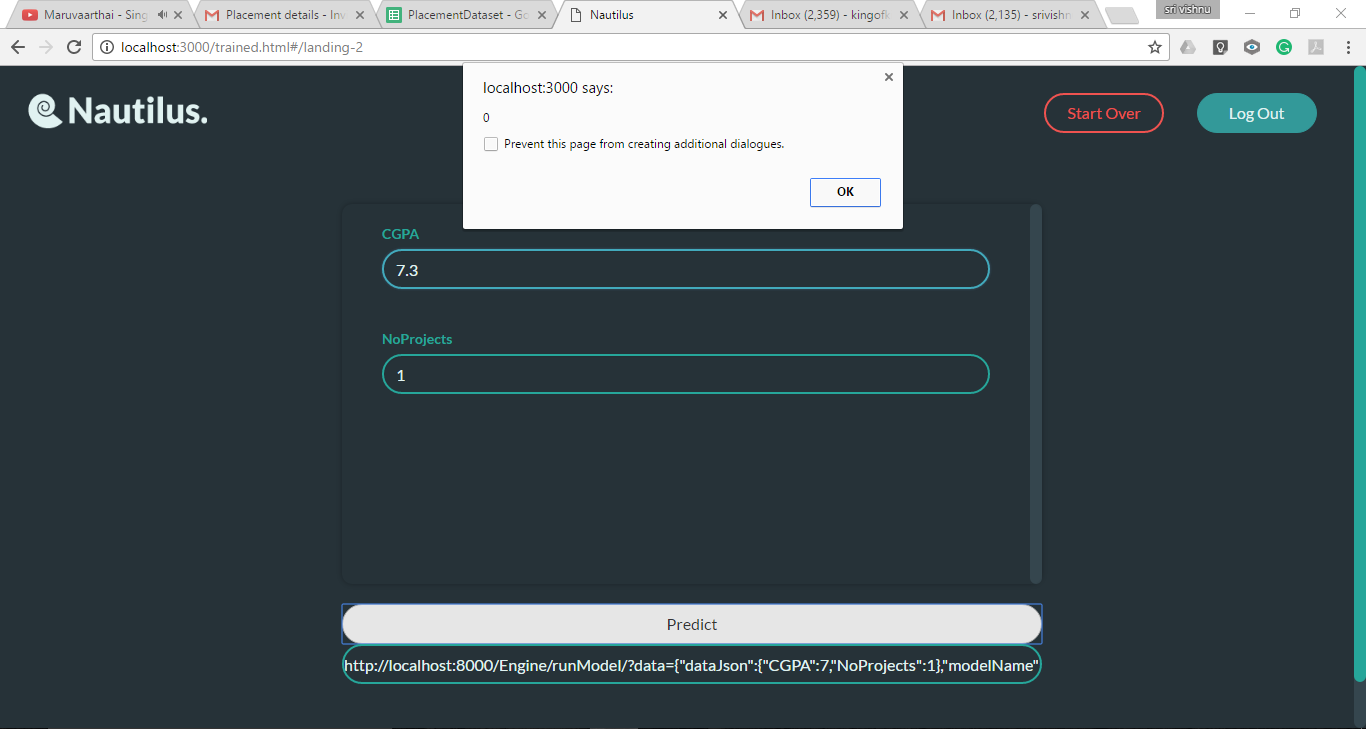 Maruvaarthai - Sing
Placement details - Inv
PlacementDataset - Go
Nautilus
Inbox (2,359) - kingofk
Inbox (2,135) - srivishn
sri vishnu
localhost:3000/trained.html#/landing-2
Nautilus.
Start Over
Log Out
localhost:3000 says:
0
Prevent this page from creating additional dialogues.
OK
CGPA
7.3
NoProjects
1
Predict
http://localhost:8000/Engine/runModel/?data={"dataJson":{"CGPA":7,"NoProjects":1},"modelName"